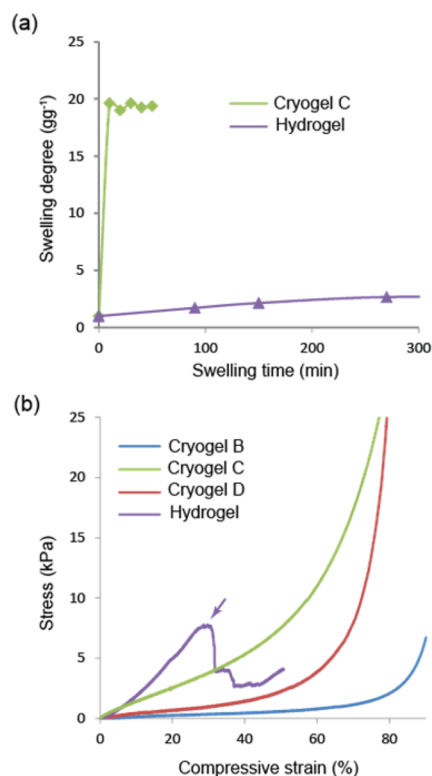 (a)
Swelling degree (gg⁻¹)
25
20
15
10
5
0
Cryogel C
Hydrogel
0 100 200 300
Swelling time (min)
(b)
Stress (kPa)
25
20
15
10
5
0
Cryogel B
Cryogel C
Cryogel D
Hydrogel
0 20 40 60 80
Compressive strain (%)